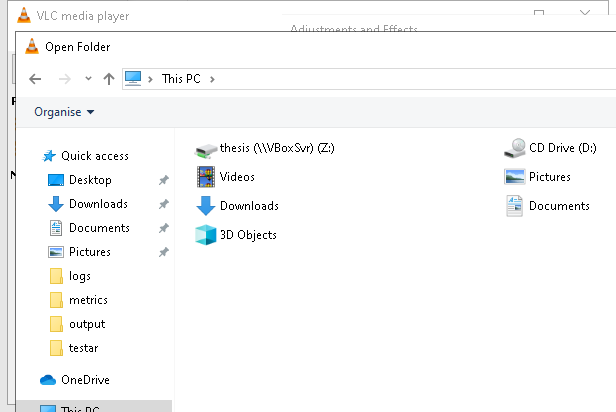 VLC media player
Adjustments and Effects
Open Folder
This PC
Organise
Quick access
Desktop
Downloads
Documents
Pictures
logs
metrics
output
testar
OneDrive
This PC
thesis (\\VBoxSvr) (Z:)
CD Drive (D:)
Videos
Pictures
Downloads
Documents
3D Objects